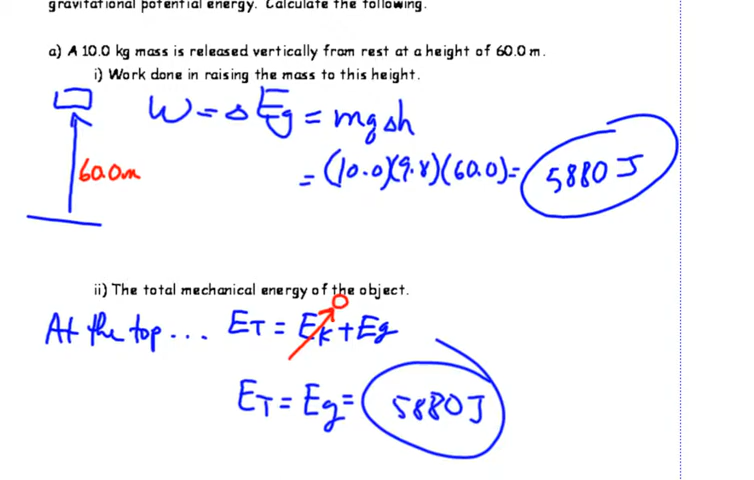 gravitational potential energy. Calculate the following.
a) A 10.0 kg mass is released vertically from rest at a height of 60.0 m.
i) Work done in raising the mass to this height.
W = Δ Eg = mgΔh
60.0m
= (10.0)(9.8)(60.0) = 5880 J
ii) The total mechanical energy of the object.
0
At the top... ET = Ek + Eg
ET = Eg = 5880J